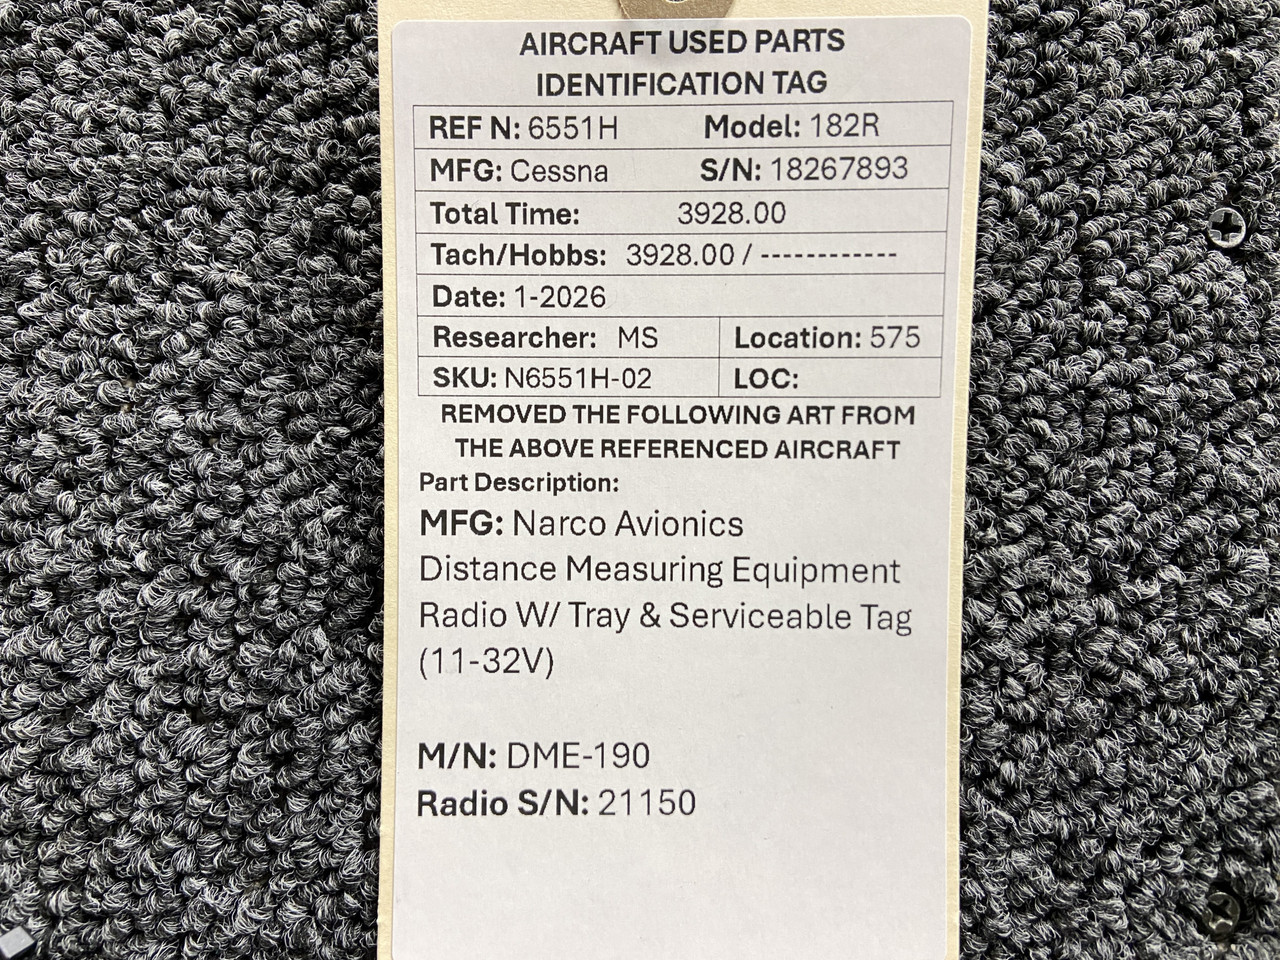 AIRCRAFT USED PARTS
IDENTIFICATION TAG
REF N: 6551H Model: 182R
MFG: Cessna S/N: 18267893
Total Time: 3928.00
Tach/Hobbs: 3928.00 / ------------
Date: 1-2026
Researcher: MS Location: 575
SKU: N6551H-02 LOC:
REMOVED THE FOLLOWING ART FROM
THE ABOVE REFERENCED AIRCRAFT
Part Description:
MFG: Narco Avionics
Distance Measuring Equipment
Radio W/ Tray & Serviceable Tag
(11-32V)
M/N: DME-190
Radio S/N: 21150